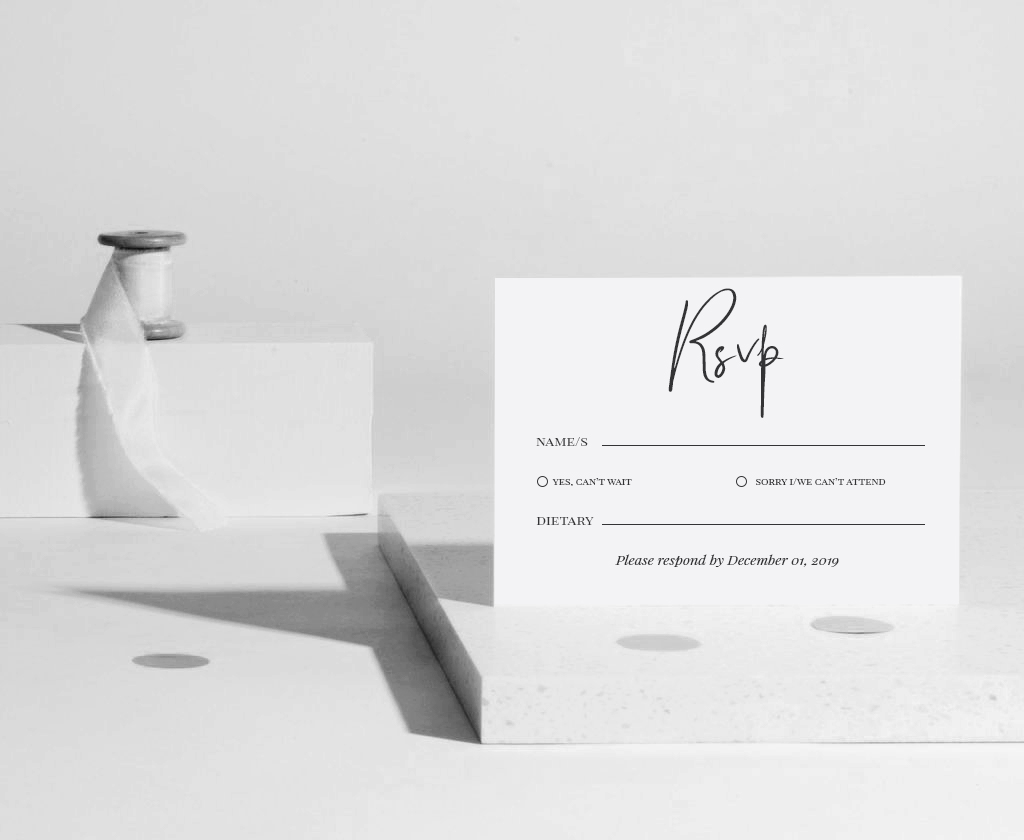 Rsvp
NAME/S
YES, CAN'T WAIT SORRY I/WE CAN'T ATTEND
DIETARY
Please respond by December 01, 2019